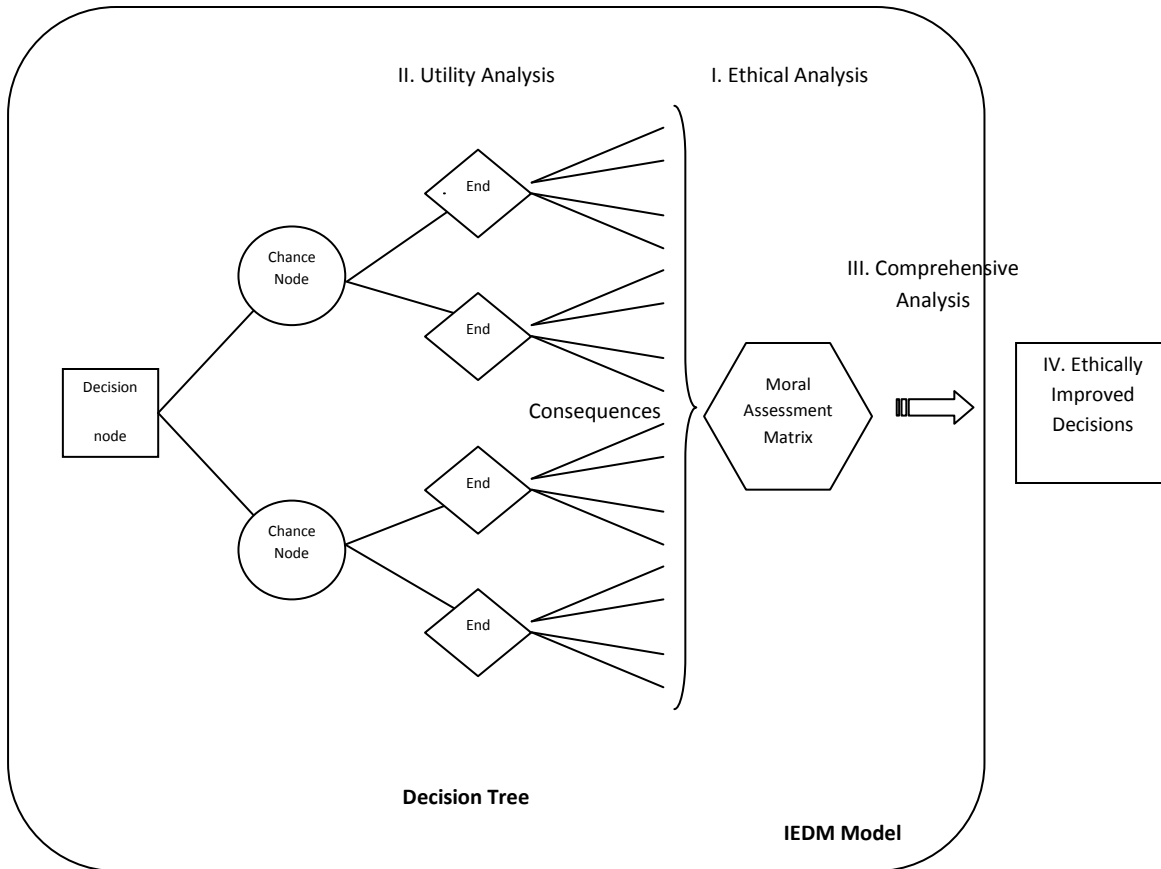 II. Utility Analysis
I. Ethical Analysis
End
Chance
Node
End
III. Comprehensive
Analysis
Decision
node
Consequences
Moral
Assessment
Matrix
IV. Ethically
Improved
Decisions
End
Chance
Node
End
Decision Tree
IEDM Model